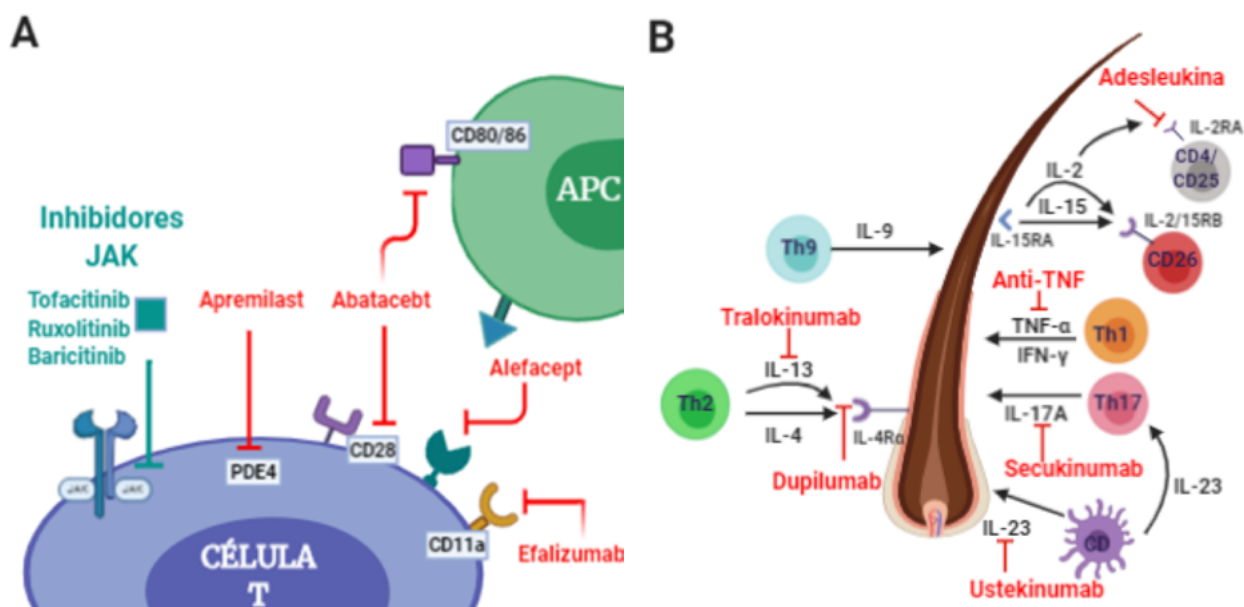 A
CD80/86
APC
Inhibidores
JAK
Tofacitinib
Ruxolitinib
Baricitinib
Apremilast
Abatacebt
Alefacept
JAK
JAK
PDE4
CD28
CD11a
Efalizumab
CÉLULA
T
B
Adesleukina
IL-2RA
CD4/
CD25
IL-2
IL-15
IL-15RA
IL-2/15RB
CD26
Th9
IL-9
Anti-TNF
TNF-α
IFN-γ
Th1
Tralokinumab
IL-13
Th2
IL-4
IL-4Rα
Dupilumab
Th17
IL-17A
Secukinumab
IL-23
CD
IL-23
Ustekinumab